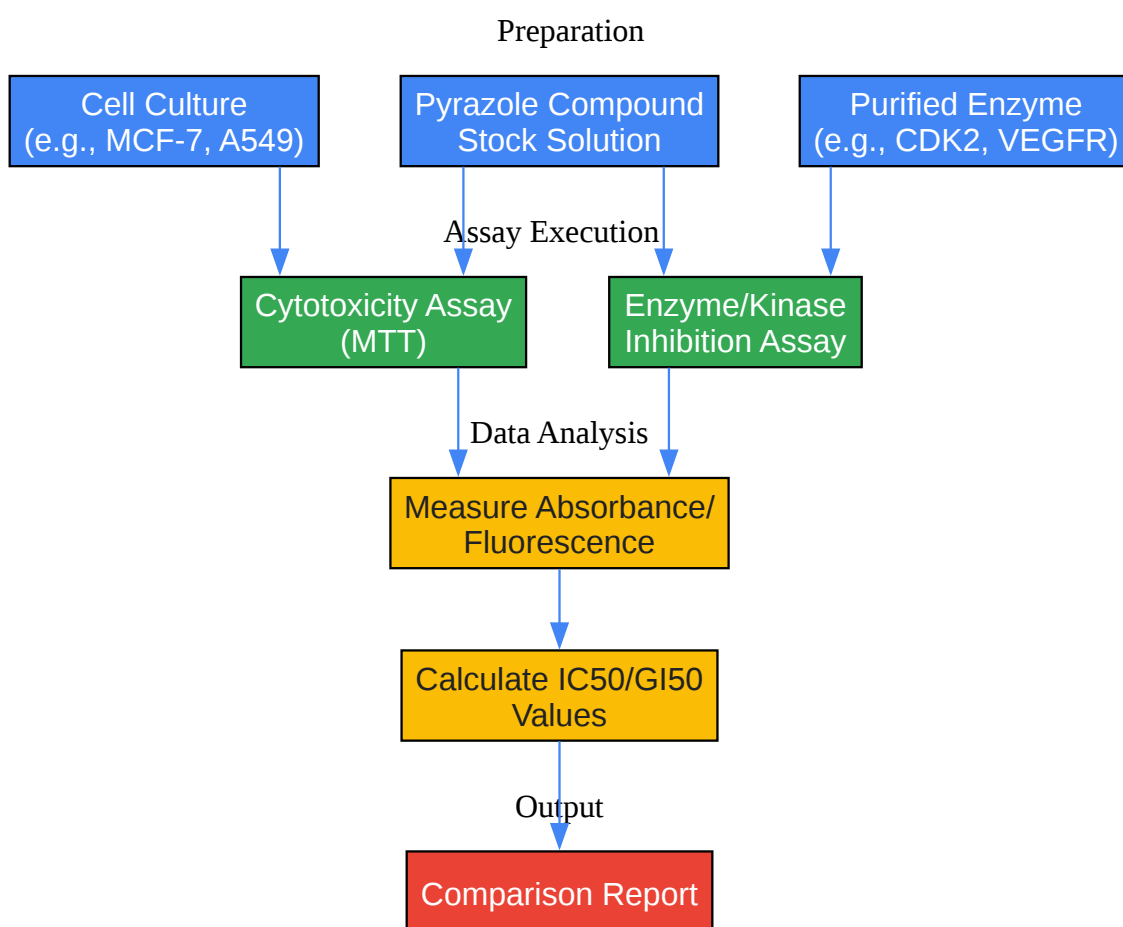 Preparation
Cell Culture
(e.g., MCF-7, A549)
Pyrazole Compound
Stock Solution
Purified Enzyme
(e.g., CDK2, VEGFR)
Assay Execution
Cytotoxicity Assay
(MTT)
Enzyme/Kinase
Inhibition Assay
Data Analysis
Measure Absorbance/
Fluorescence
Calculate IC50/GI50
Values
Output
Comparison Report